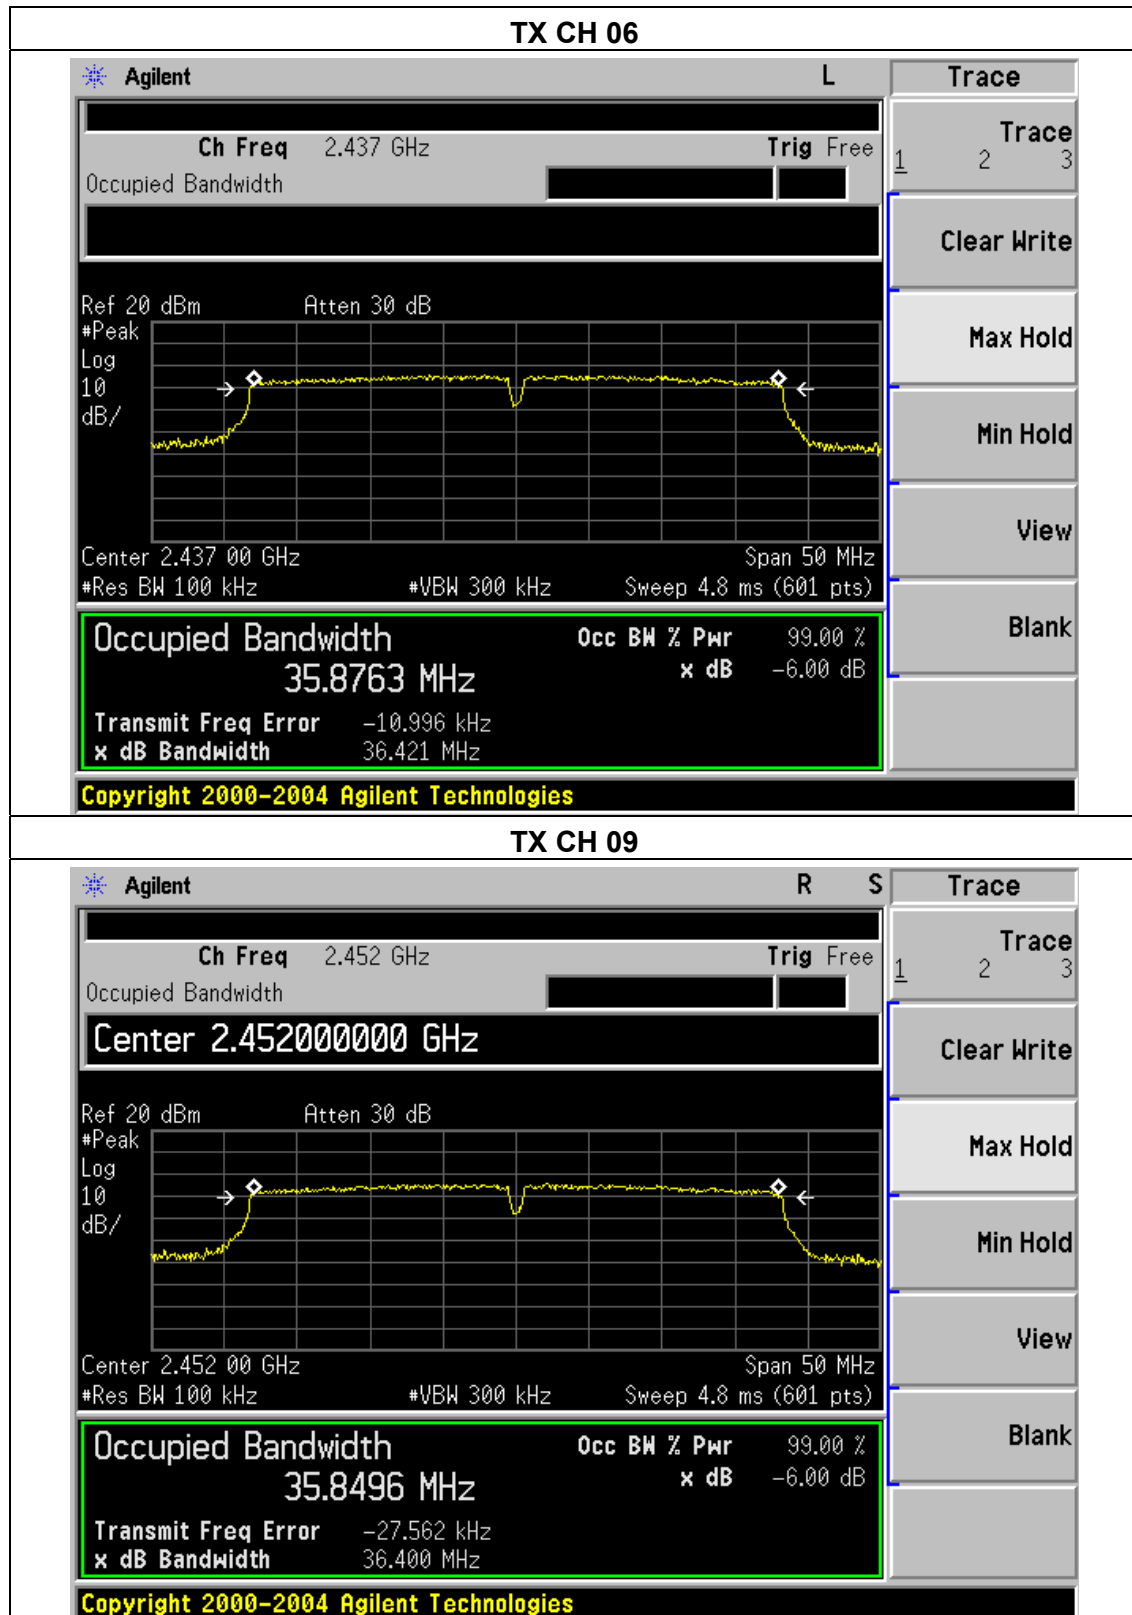 TX CH 06
Agilent L Trace
Ch Freq 2.437 GHz Trig Free
Occupied Bandwidth
Trace
1 2 3
Clear Write
Max Hold
Min Hold
View
Blank
Ref 20 dBm Atten 30 dB
#Peak
Log
10
dB/
Center 2.437 00 GHz Span 50 MHz
#Res BW 100 kHz #VBW 300 kHz Sweep 4.8 ms (601 pts)
Occupied Bandwidth Occ BW % Pwr 99.00 %
35.8763 MHz x dB -6.00 dB
Transmit Freq Error -10.996 kHz
x dB Bandwidth 36.421 MHz
Copyright 2000-2004 Agilent Technologies
TX CH 09
Agilent R S Trace
Ch Freq 2.452 GHz Trig Free
Occupied Bandwidth
Center 2.452000000 GHz
Trace
1 2 3
Clear Write
Max Hold
Min Hold
View
Blank
Ref 20 dBm Atten 30 dB
#Peak
Log
10
dB/
Center 2.452 00 GHz Span 50 MHz
#Res BW 100 kHz #VBW 300 kHz Sweep 4.8 ms (601 pts)
Occupied Bandwidth Occ BW % Pwr 99.00 %
35.8496 MHz x dB -6.00 dB
Transmit Freq Error -27.562 kHz
x dB Bandwidth 36.400 MHz
Copyright 2000-2004 Agilent Technologies